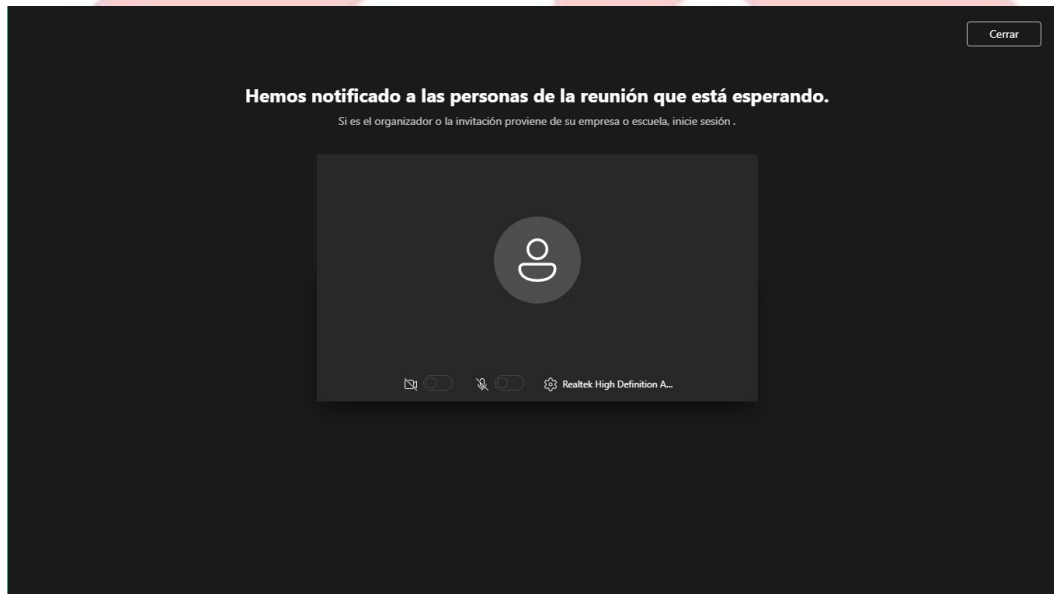 Cerrar
Hemos notificado a las personas de la reunión que está esperando.
Si es el organizador o la invitación proviene de su empresa o escuela, inicie sesión .
Realtek High Definition A...